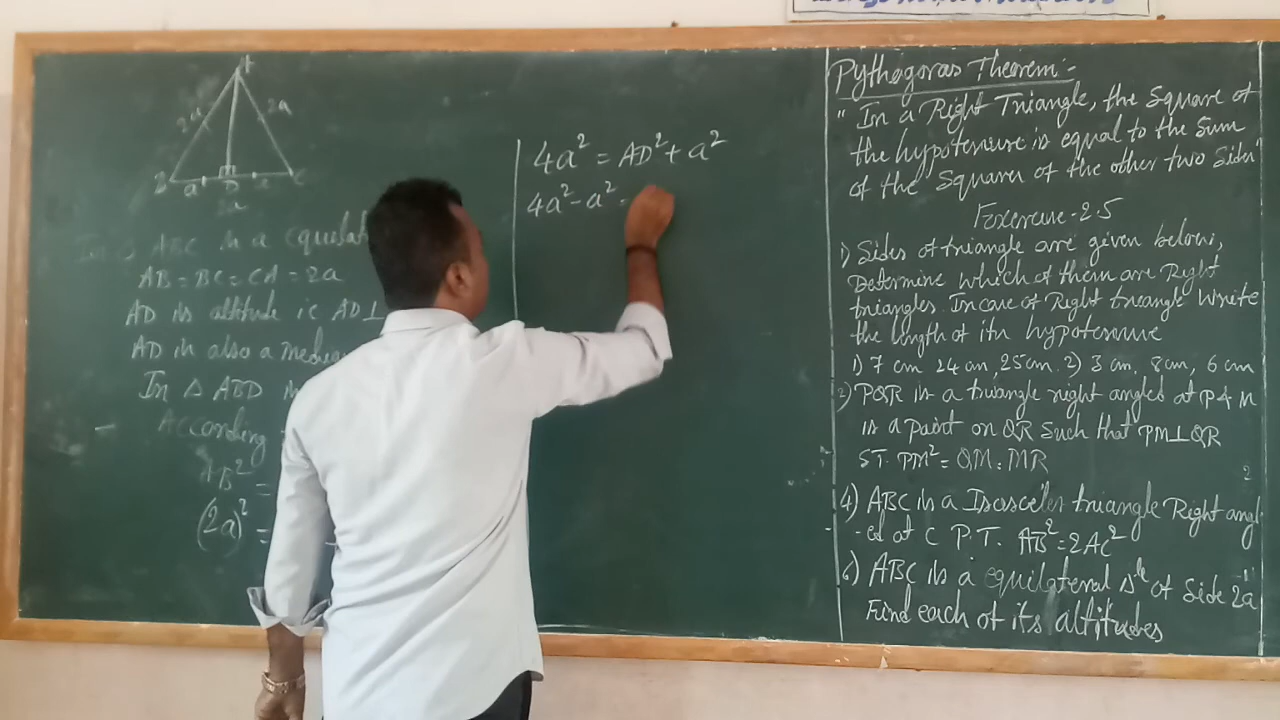 A
2a
2a
B a D C
2a
ABC is a equilat
AB = BC = CA = 2a
AD is altitude ie AD⊥
AD is also a media
In △ ABD
According
AB² =
(2a)² =
4a² = AD² + a²
4a² - a² =
Pythogoras Theorem:-
"In a Right Triangle, the Square of
the hypotenuse is equal to the Sum
of the Square of the other two Sides"
Exercise-2.5
1) Sides of triangle are given below,
Determine which of them are Right
triangles. Incase of Right triangle Write
the length of its hypotenuse
1) 7 cm 24 cm, 25 cm. 2) 3 cm, 8 cm, 6 cm
2) PQR is a triangle right angled at P & M
is a point on QR Such that PM⊥QR
S.T. PM² = QM.MR
4) ABC is a Isosceles triangle Right angl
-ed at C P.T. AB² = 2AC²
6) ABC is a equilateral △le of Side 2a
Find each of its altitudes